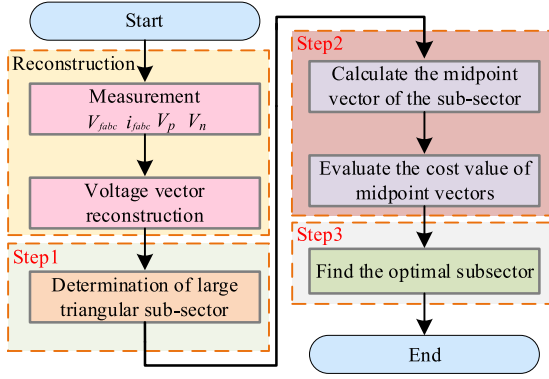 Start
Reconstruction
Measurement
V_fabc i_fabc V_p V_n
Voltage vector
reconstruction
Step1
Determination of large
triangular sub-sector
Step2
Calculate the midpoint
vector of the sub-sector
Evaluate the cost value of
midpoint vectors
Step3
Find the optimal subsector
End